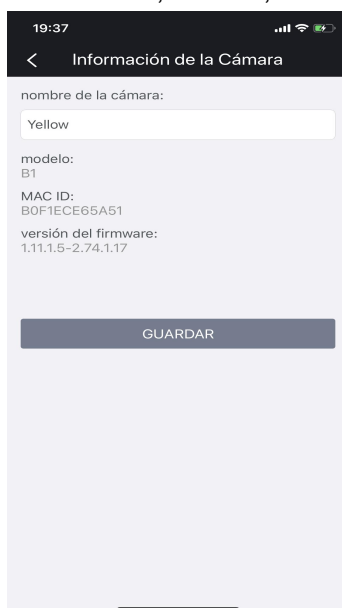 19:37
Información de la Cámara
nombre de la cámara:
Yellow
modelo:
B1
MAC ID:
B0F1ECE65A51
versión del firmware:
1.11.1.5-2.74.1.17
GUARDAR